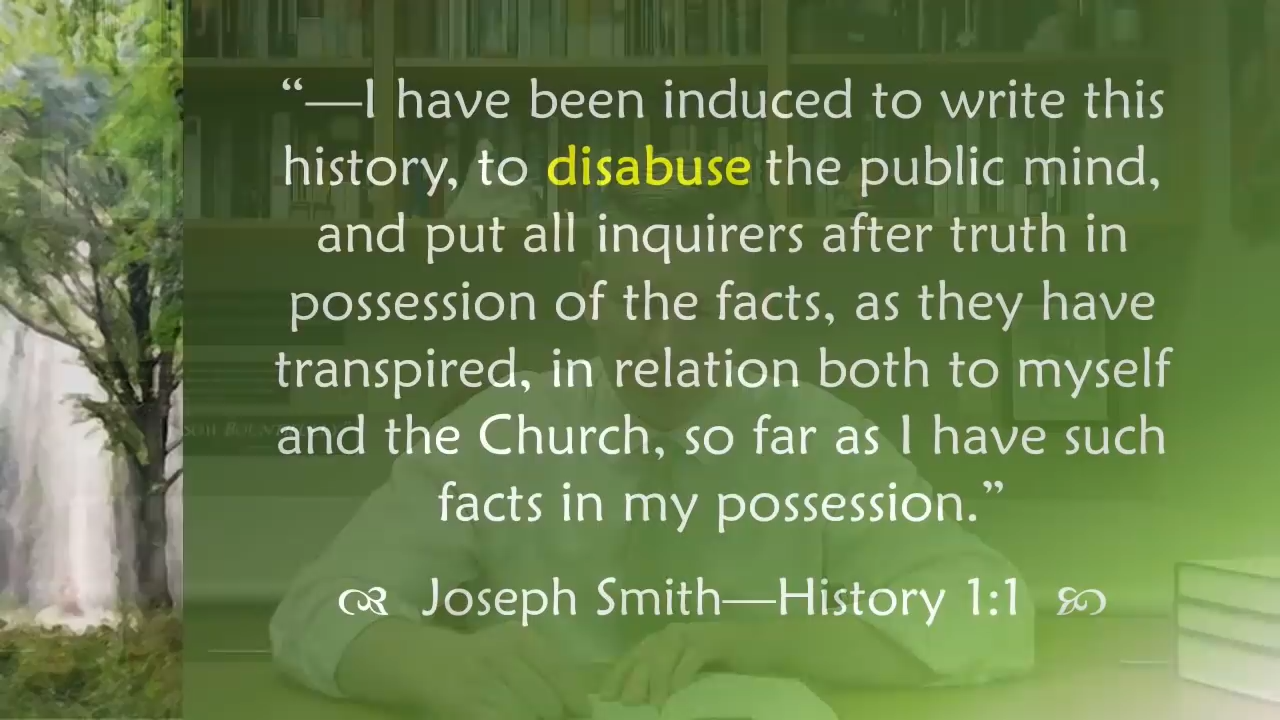 “—I have been induced to write this
history, to disabuse the public mind,
and put all inquirers after truth in
possession of the facts, as they have
transpired, in relation both to myself
and the Church, so far as I have such
facts in my possession.”
Joseph Smith—History 1:1